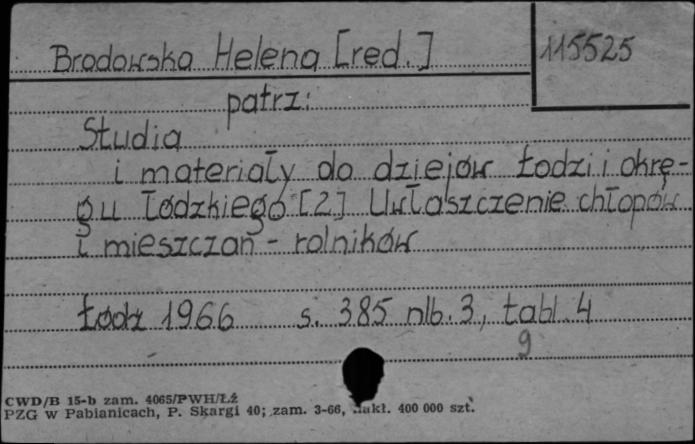 Brodowska Helena [red.]
115525
patrz:
Studia
i materiały do dziejów Łodzi i okrę-
gu łódzkiego [2] Uwłaszczenie chłopów
i mieszczan - rolników
Łódź 1966 s. 385 nlb. 3, tabl. 4
9
CWD/B 15-b zam. 4065/PWH/Łź
PZG w Pabianicach, P. Skargi 40; zam. 3-66, nakł. 400 000 szt.